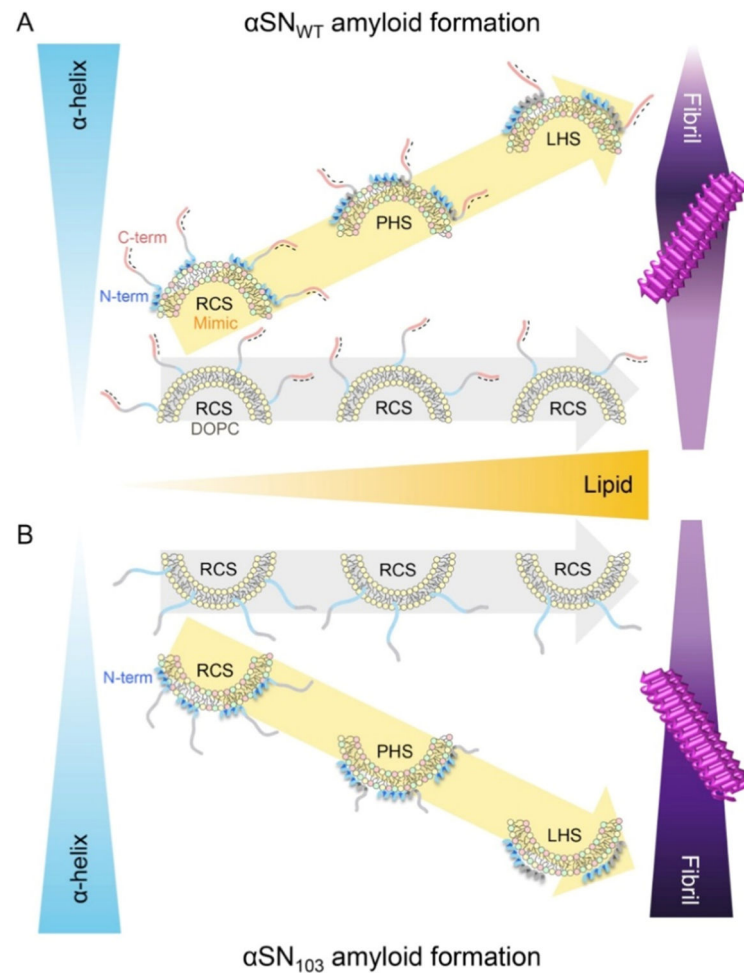 A
αSNWT amyloid formation
α-helix
Fibril
LHS
PHS
C-term
N-term
RCS
Mimic
RCS
RCS
RCS
DOPC
Lipid
B
RCS
RCS
RCS
N-term
RCS
PHS
LHS
α-helix
Fibril
αSN103 amyloid formation